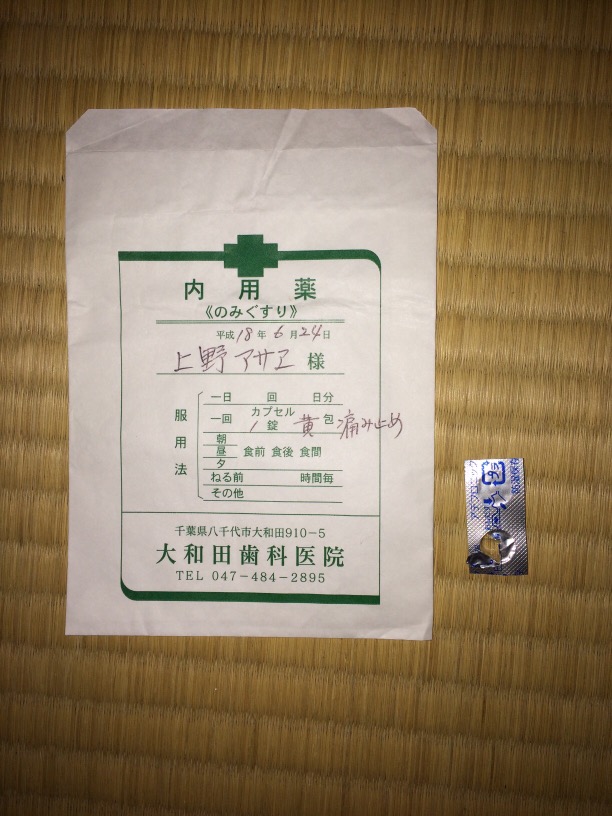 内用薬
《のみぐすり》
平成18年6月24日
上野アサヱ 様
服用法
一日 回 日分
一回 カプセル 錠 1 黄 包 痛み止め
朝
昼 食前 食後 食間
夕
ねる前 時間毎
その他
千葉県八千代市大和田910-5
大和田歯科医院
TEL 047-484-2895
プラ